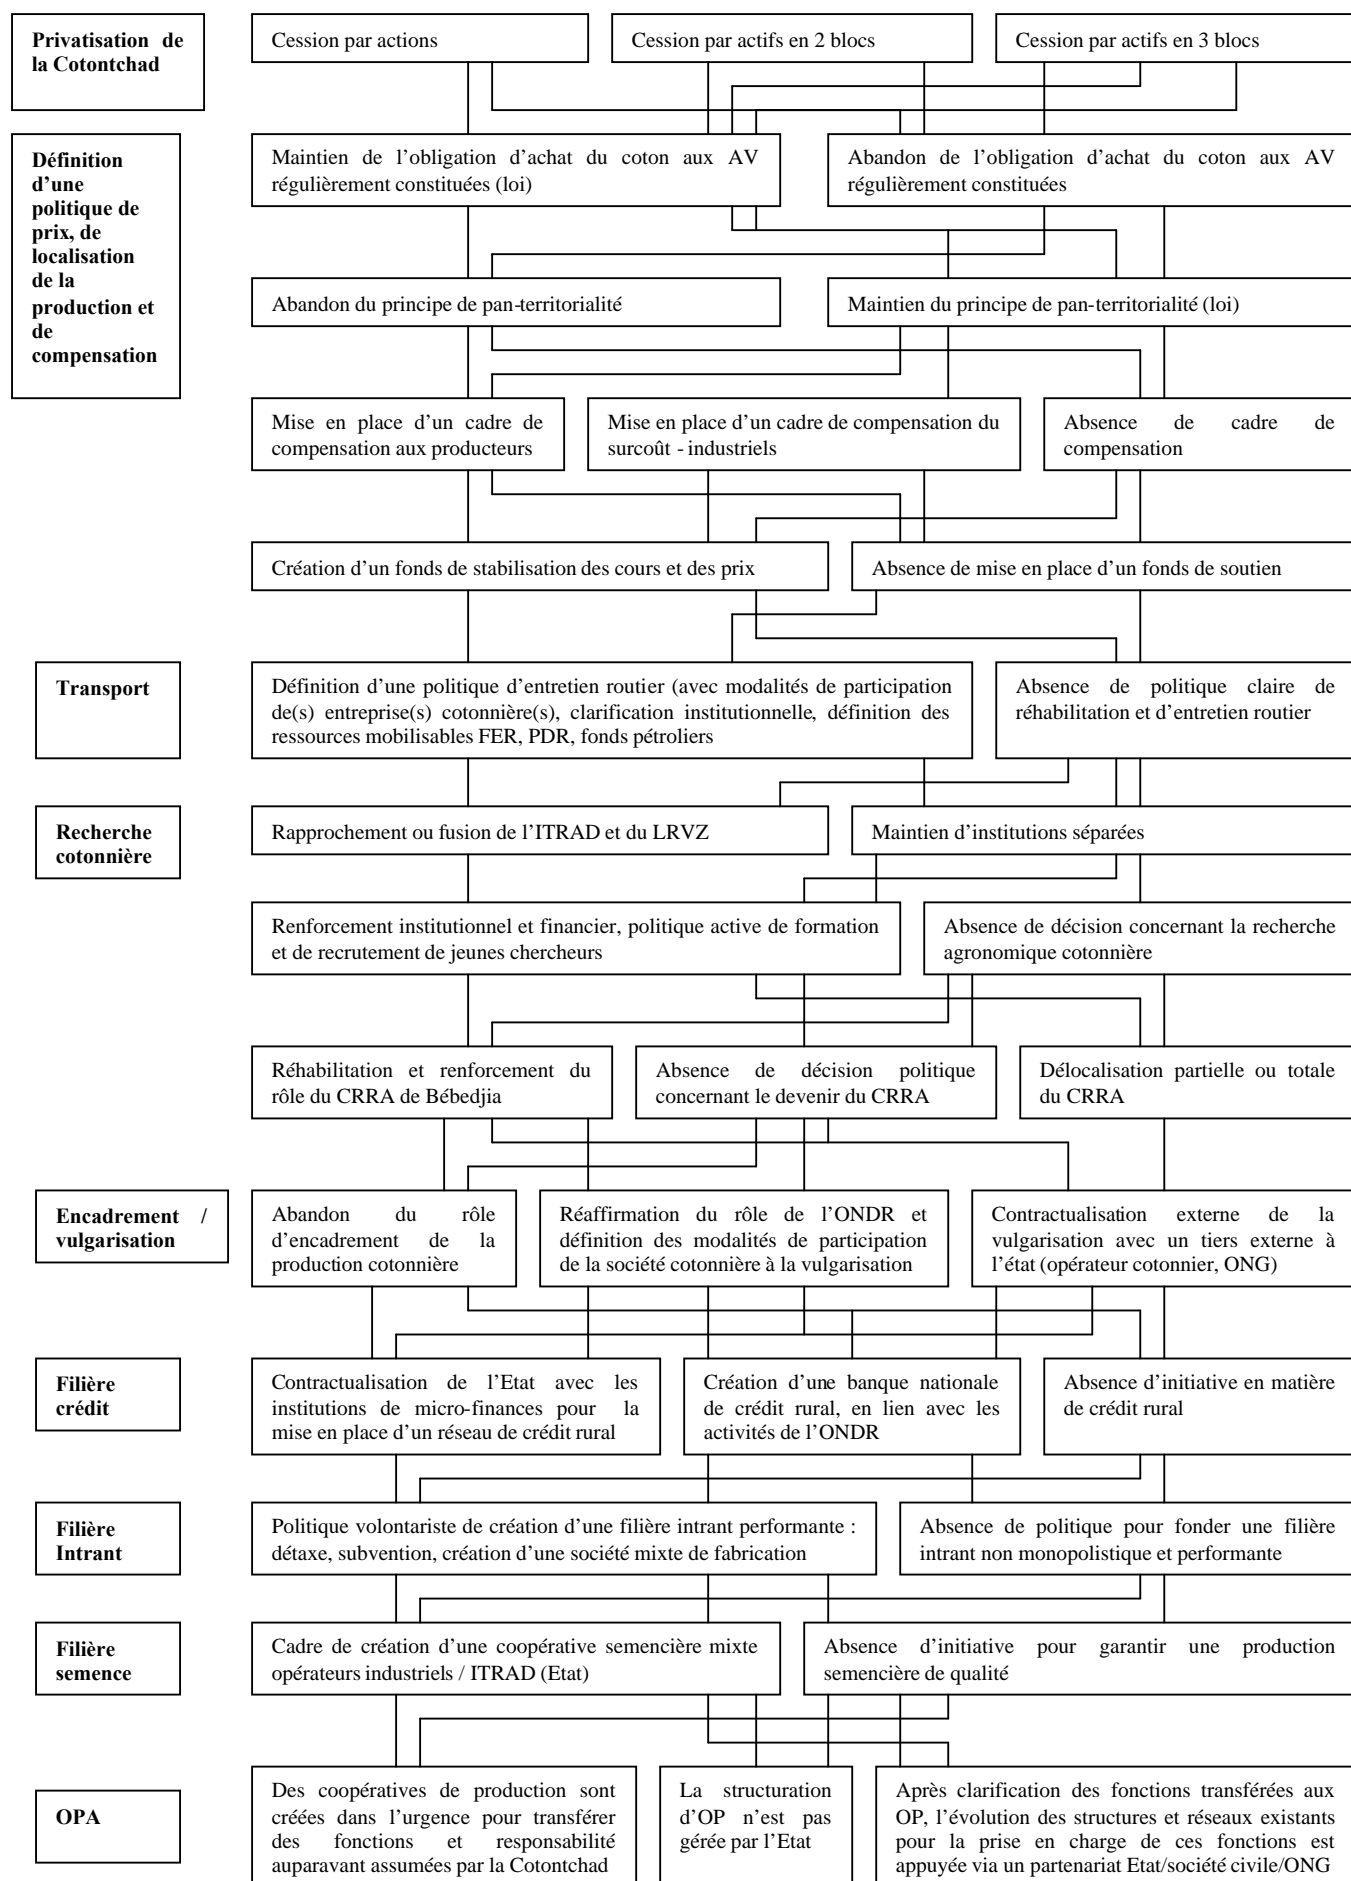 Privatisation de
la Cotontchad
Cession par actions
Cession par actifs en 2 blocs
Cession par actifs en 3 blocs
Définition
d'une
politique de
prix, de
localisation
de la
production et
de
compensation
Maintien de l'obligation d'achat du coton aux AV
régulièrement constituées (loi)
Abandon de l'obligation d'achat du coton aux AV
régulièrement constituées
Abandon du principe de pan-territorialité
Maintien du principe de pan-territorialité (loi)
Mise en place d'un cadre de
compensation aux producteurs
Mise en place d'un cadre de compensation du
surcoût - industriels
Absence de cadre de
compensation
Création d'un fonds de stabilisation des cours et des prix
Absence de mise en place d'un fonds de soutien
Transport
Définition d'une politique d'entretien routier (avec modalités de participation
de(s) entreprise(s) cotonnière(s), clarification institutionnelle, définition des
ressources mobilisables FER, PDR, fonds pétroliers
Absence de politique claire de
réhabilitation et d'entretien routier
Recherche
cotonnière
Rapprochement ou fusion de l'ITRAD et du LRVZ
Maintien d'institutions séparées
Renforcement institutionnel et financier, politique active de formation
et de recrutement de jeunes chercheurs
Absence de décision concernant la recherche
agronomique cotonnière
Réhabilitation et renforcement du
rôle du CRRA de Bébedjia
Absence de décision politique
concernant le devenir du CRRA
Délocalisation partielle ou totale
du CRRA
Encadrement /
vulgarisation
Abandon du rôle
d'encadrement de la
production cotonnière
Réaffirmation du rôle de l'ONDR et
définition des modalités de participation
de la société cotonnière à la vulgarisation
Contractualisation externe de la
vulgarisation avec un tiers externe à
l'état (opérateur cotonnier, ONG)
Filière
crédit
Contractualisation de l'Etat avec les
institutions de micro-finances pour la
mise en place d'un réseau de crédit rural
Création d'une banque nationale
de crédit rural, en lien avec les
activités de l'ONDR
Absence d'initiative en matière
de crédit rural
Filière
Intrant
Politique volontariste de création d'une filière intrant performante :
détaxe, subvention, création d'une société mixte de fabrication
Absence de politique pour fonder une filière
intrant non monopolistique et performante
Filière
semence
Cadre de création d'une coopérative semencière mixte
opérateurs industriels / ITRAD (Etat)
Absence d'initiative pour garantir une production
semencière de qualité
OPA
Des coopératives de production sont
créées dans l'urgence pour transférer
des fonctions et responsabilité
auparavant assumées par la Cotontchad
La structuration
d'OP n'est pas
gérée par l'Etat
Après clarification des fonctions transférées aux
OP, l'évolution des structures et réseaux existants
pour la prise en charge de ces fonctions est
appuyée via un partenariat Etat/société civile/ONG